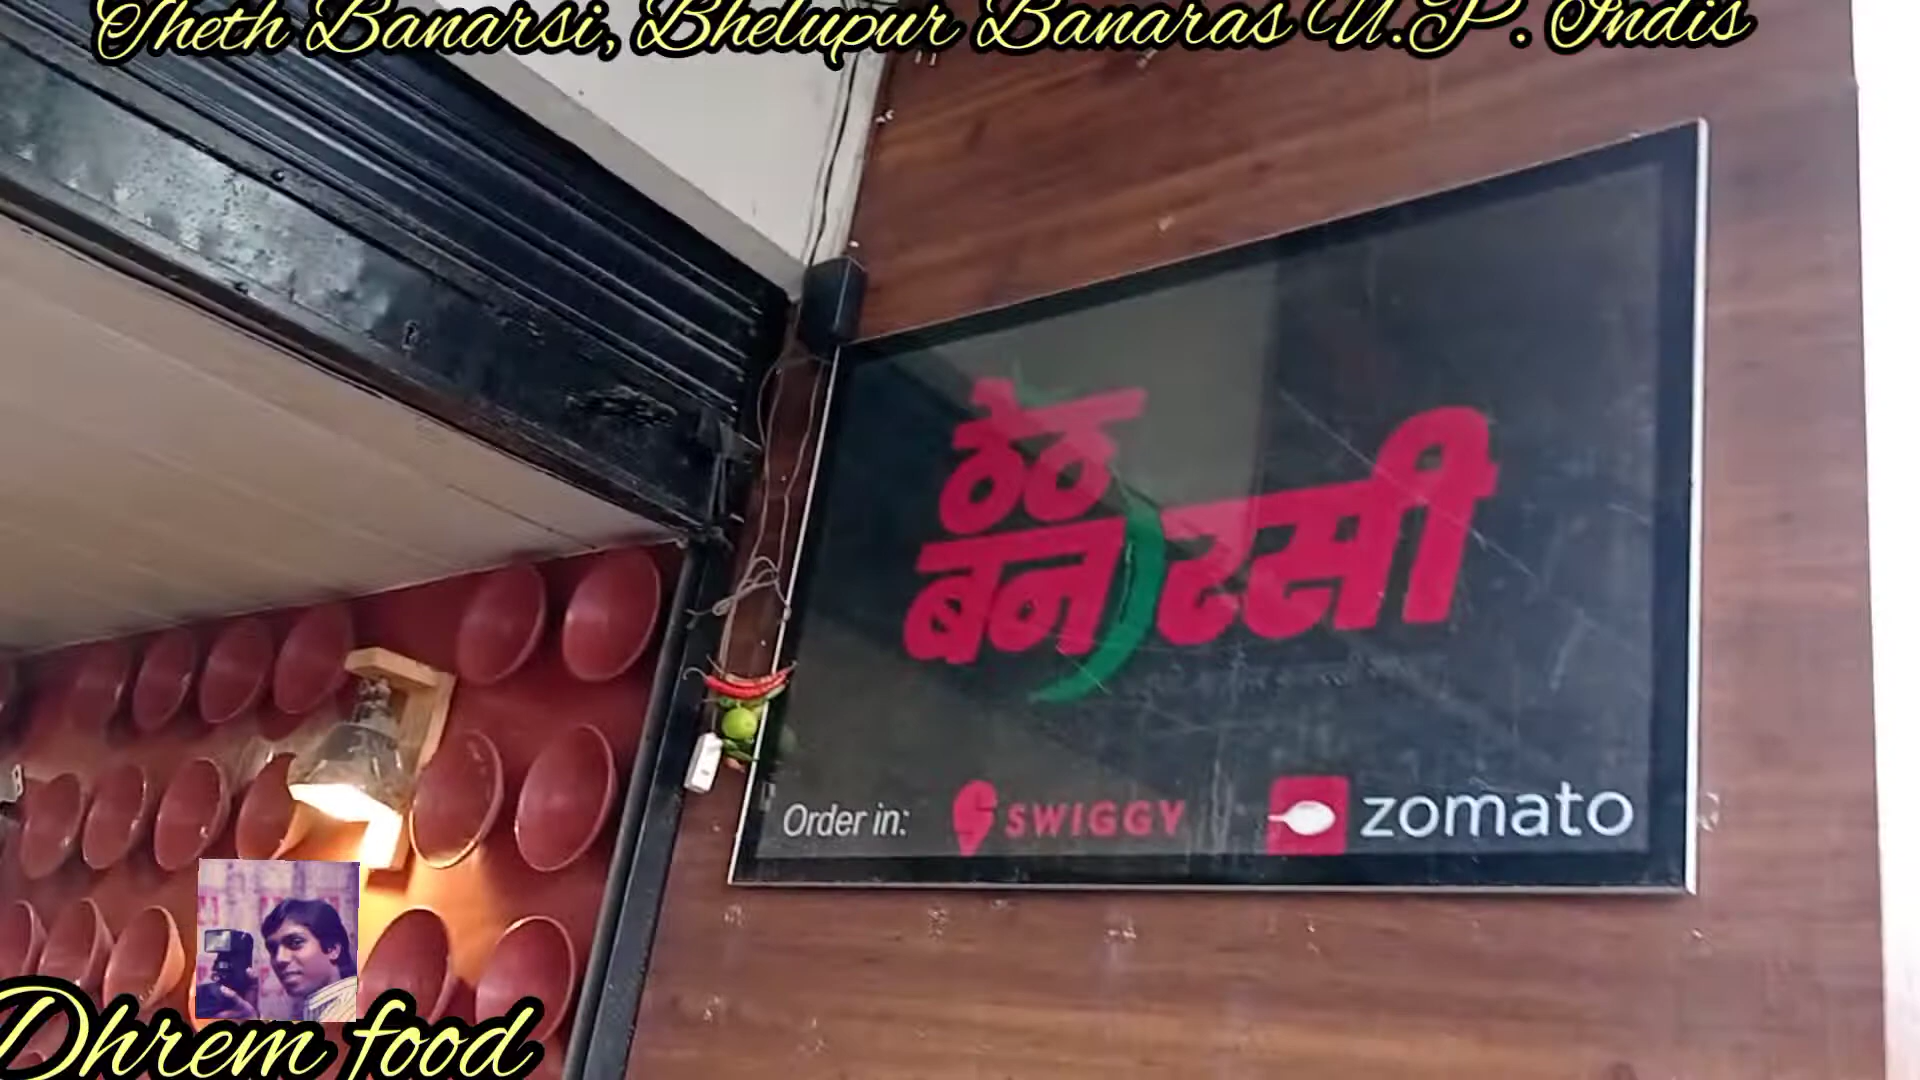 Theth Banarsi, Bhelupur Banaras U.P. Indis
ठेठ
बनारसी
Order in: SWIGGY zomato
Dhrem food